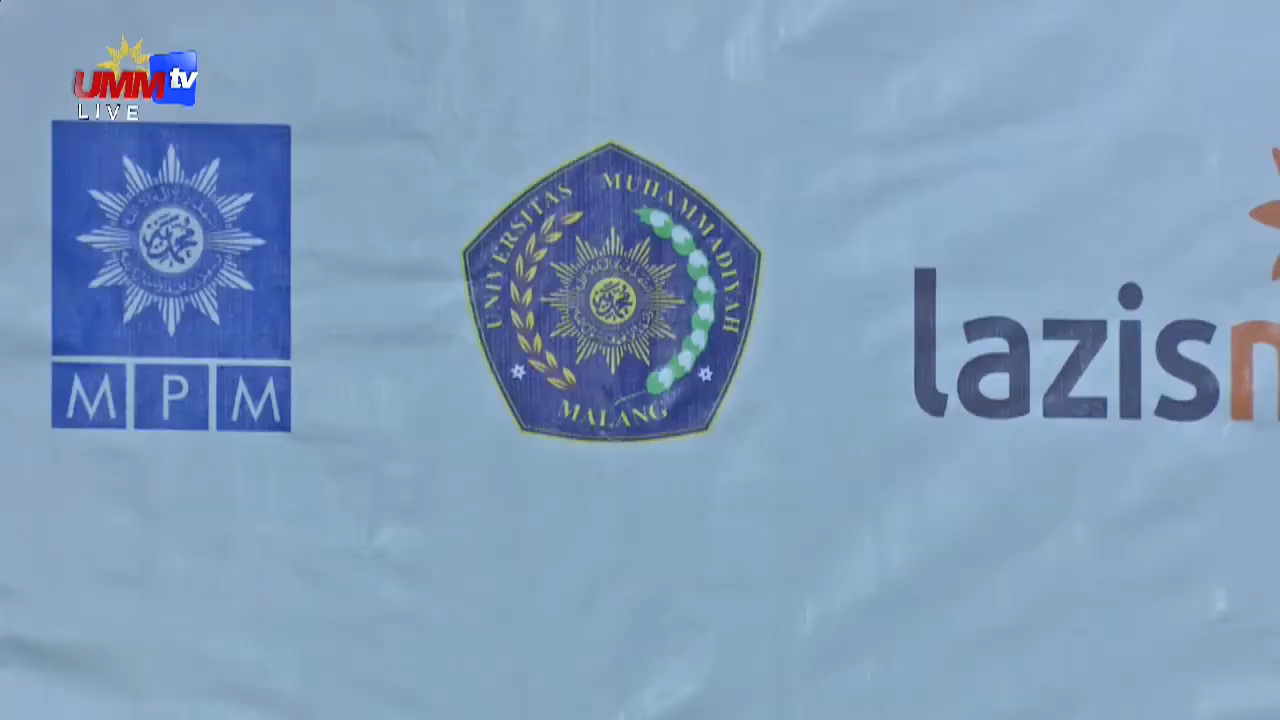 UMM tv
LIVE
MPM
UNIVERSITAS MUHAMMADIYAH
MALANG
lazis